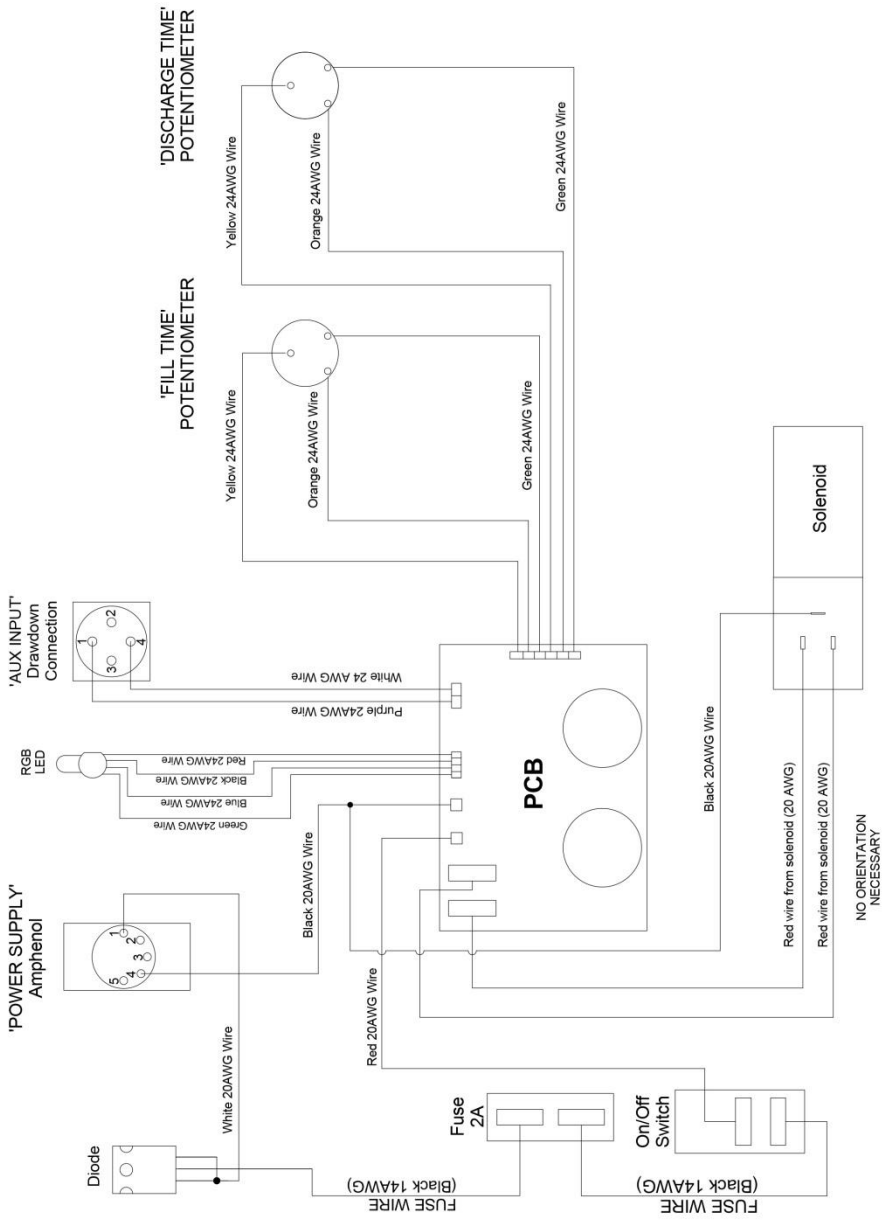 'POWER SUPPLY'
Amphenol
1
2
3
4
5
RGB
LED
'AUX INPUT'
Drawdown
Connection
1
2
3
4
'FILL TIME'
POTENTIOMETER
'DISCHARGE TIME'
POTENTIOMETER
Diode
White 20AWG Wire
Black 20AWG Wire
Green 24AWG Wire
Blue 24AWG Wire
Black 24AWG Wire
Red 24AWG Wire
Purple 24AWG Wire
White 24 AWG Wire
Yellow 24AWG Wire
Orange 24AWG Wire
Green 24AWG Wire
Yellow 24AWG Wire
Orange 24AWG Wire
Green 24AWG Wire
Red 20AWG Wire
PCB
Fuse
2A
On/Off
Switch
FUSE WIRE
(Black 14AWG)
FUSE WIRE
(Black 14AWG)
Black 20AWG Wire
Red wire from solenoid (20 AWG)
Red wire from solenoid (20 AWG)
NO ORIENTATION
NECESSARY
Solenoid